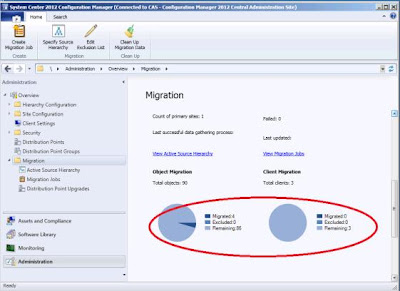 System Center 2012 Configuration Manager (Connected to CAS - Configuration Manager 2012 Central Administration Site)
Home Search
Create Migration Job
Specify Source Hierarchy
Edit Exclusion List
Clean Up Migration Data
Create Migration Clean Up
\ Administration Overview Migration
Administration
Overview
Hierarchy Configuration
Site Configuration
Client Settings
Security
Distribution Points
Distribution Point Groups
Migration
Active Source Hierarchy
Migration Jobs
Distribution Point Upgrades
Assets and Compliance
Software Library
Monitoring
Administration
Migration
Count of primary sites: 1 Failed: 0
Last successful data gathering process: Last updated:
View Active Source Hierarchy View Migration Jobs
Object Migration Client Migration
Total objects: 90 Total clients: 3
Migrated 4 Migrated 0
Excluded 0 Excluded 0
Remaining 86 Remaining 3